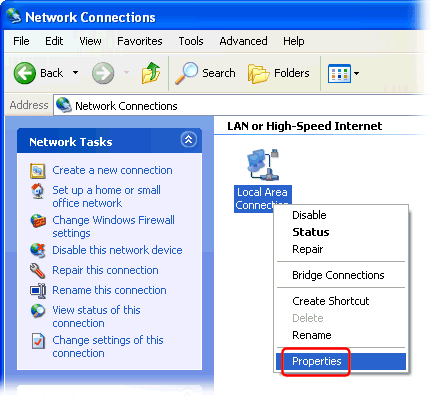 Network Connections
File Edit View Favorites Tools Advanced Help
Back Search Folders
Address Network Connections
Network Tasks
Create a new connection
Set up a home or small
office network
Change Windows Firewall
settings
Disable this network device
Repair this connection
Rename this connection
View status of this
connection
Change settings of this
connection
LAN or High-Speed Internet
Local Area
Connection
Disable
Status
Repair
Bridge Connections
Create Shortcut
Delete
Rename
Properties